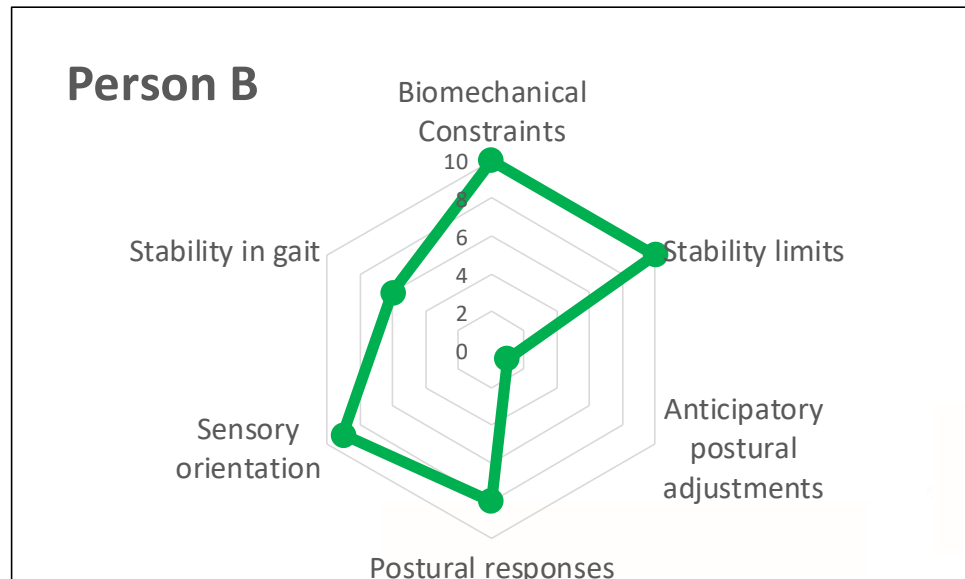 Person B
Biomechanical
Constraints
10
8
6
4
2
0
Stability in gait
Stability limits
Sensory
orientation
Anticipatory
postural
adjustments
Postural responses